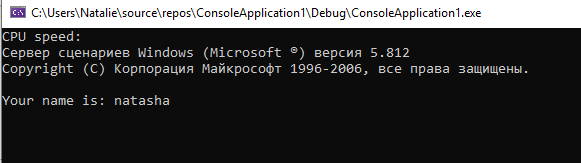 C:\Users\Natalie\source\repos\ConsoleApplication1\Debug\ConsoleApplication1.exe
CPU speed:
Сервер сценариев Windows (Microsoft ®) версия 5.812
Copyright (C) Корпорация Майкрософт 1996-2006, все права защищены.
Your name is: natasha